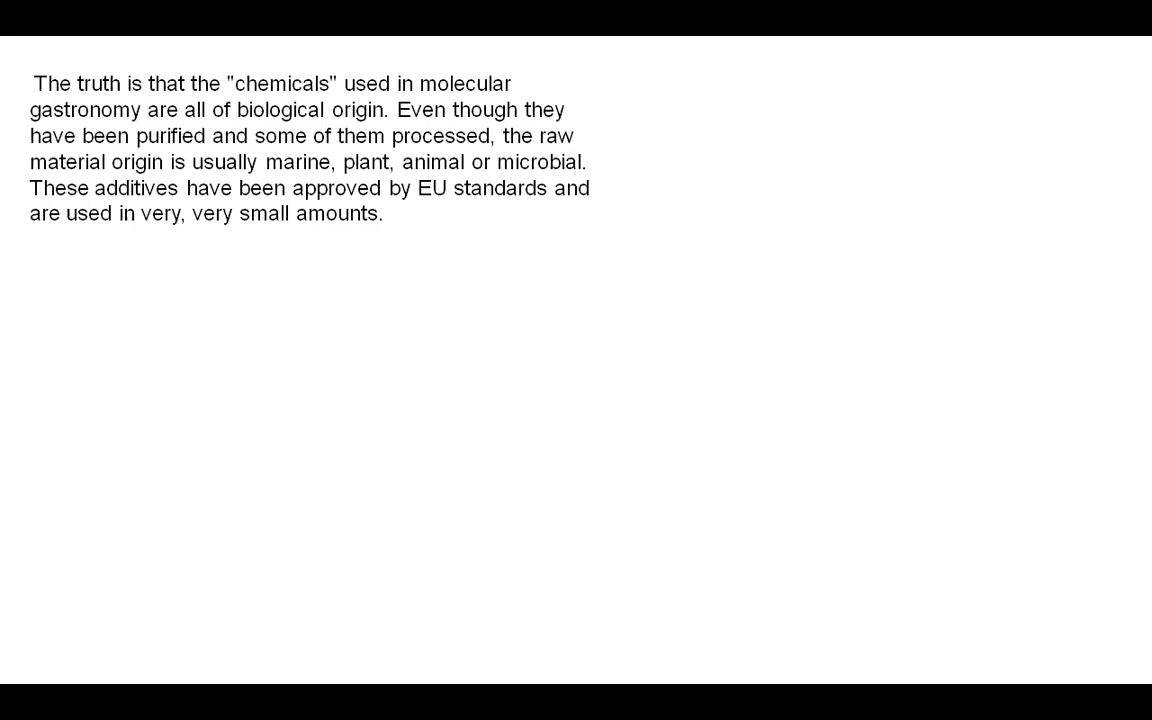 The truth is that the "chemicals" used in molecular
gastronomy are all of biological origin. Even though they
have been purified and some of them processed, the raw
material origin is usually marine, plant, animal or microbial.
These additives have been approved by EU standards and
are used in very, very small amounts.